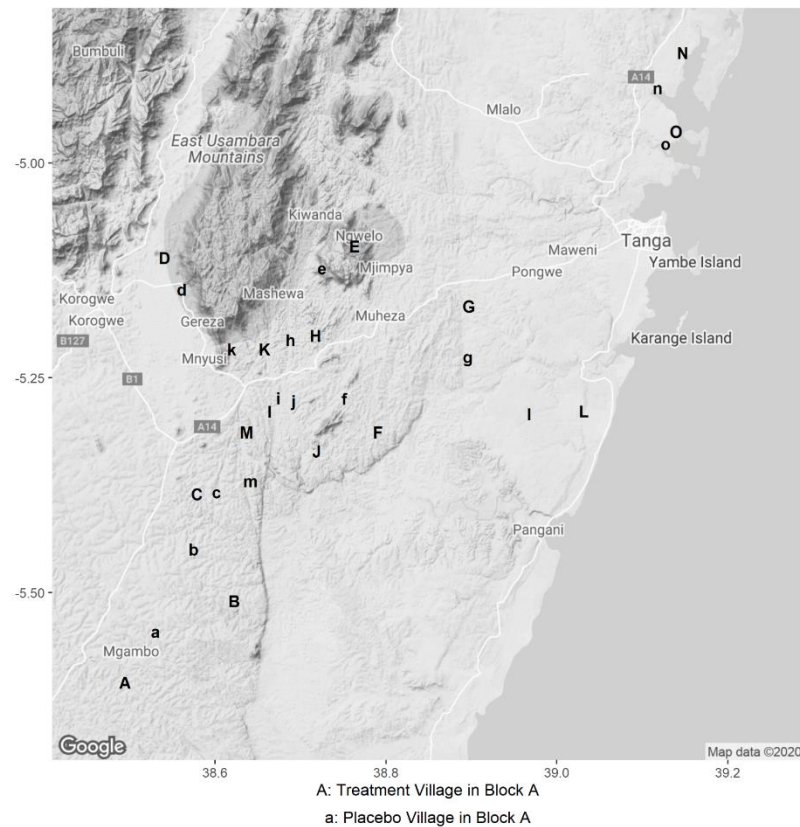 Bumbuli
N
A14
n
Mlalo
O
o
East Usambara
Mountains
-5.00
Kiwanda
Ngwelo
E
Tanga
D
e
Mjimpya
Maweni
Yambe Island
Pongwe
d
Mashewa
Korogwe
G
Muheza
Korogwe
Gereza
H
h
Karange Island
B127
k
K
Mnyusi
g
-5.25
B1
i
j
f
I
l
L
A14
M
F
J
m
C
c
Pangani
b
-5.50
B
a
Mgambo
A
Google
Map data ©2020
38.6
38.8
39.0
39.2
A: Treatment Village in Block A
a: Placebo Village in Block A